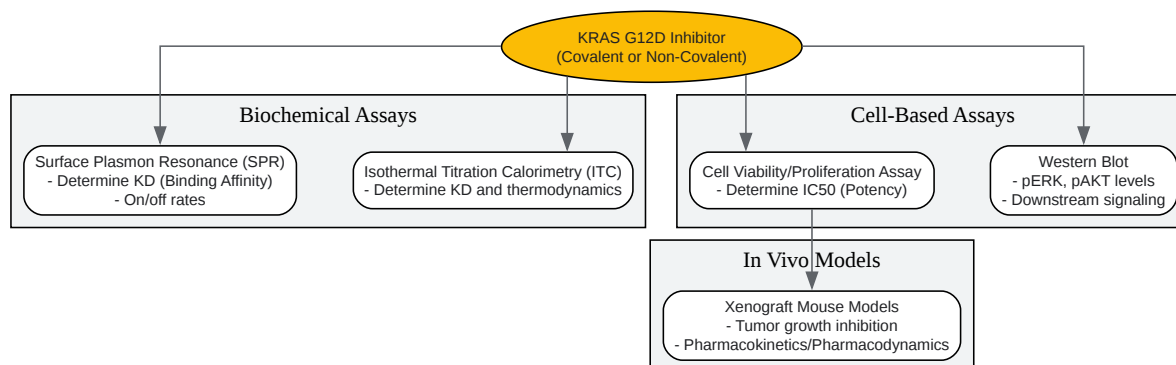 KRAS G12D Inhibitor
(Covalent or Non-Covalent)
Biochemical Assays
Surface Plasmon Resonance (SPR)
- Determine KD (Binding Affinity)
- On/off rates
Isothermal Titration Calorimetry (ITC)
- Determine KD and thermodynamics
Cell-Based Assays
Cell Viability/Proliferation Assay
- Determine IC50 (Potency)
Western Blot
- pERK, pAKT levels
- Downstream signaling
In Vivo Models
Xenograft Mouse Models
- Tumor growth inhibition
- Pharmacokinetics/Pharmacodynamics